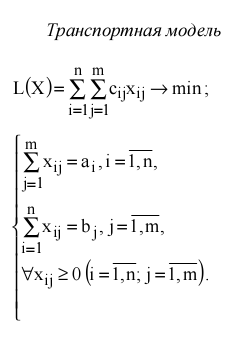 Транспортная модель
L(X)=∑_{i=1}^{n}∑_{j=1}^{m}c_{ij}x_{ij}→min;
∑_{j=1}^{m}x_{ij}=a_i, i=\overline{1,n},
∑_{i=1}^{n}x_{ij}=b_j, j=\overline{1,m},
∀x_{ij}≥0(i=\overline{1,n}; j=\overline{1,m}).